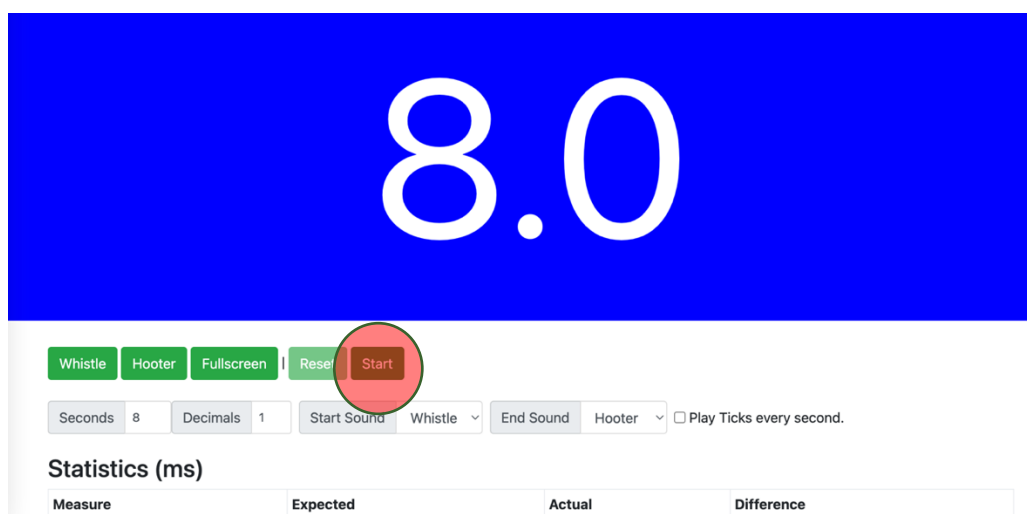 8.0
Whistle Hooter Fullscreen | Reset Start
Seconds 8 Decimals 1 Start Sound Whistle End Sound Hooter Play Ticks every second.
Statistics (ms)
Measure Expected Actual Difference